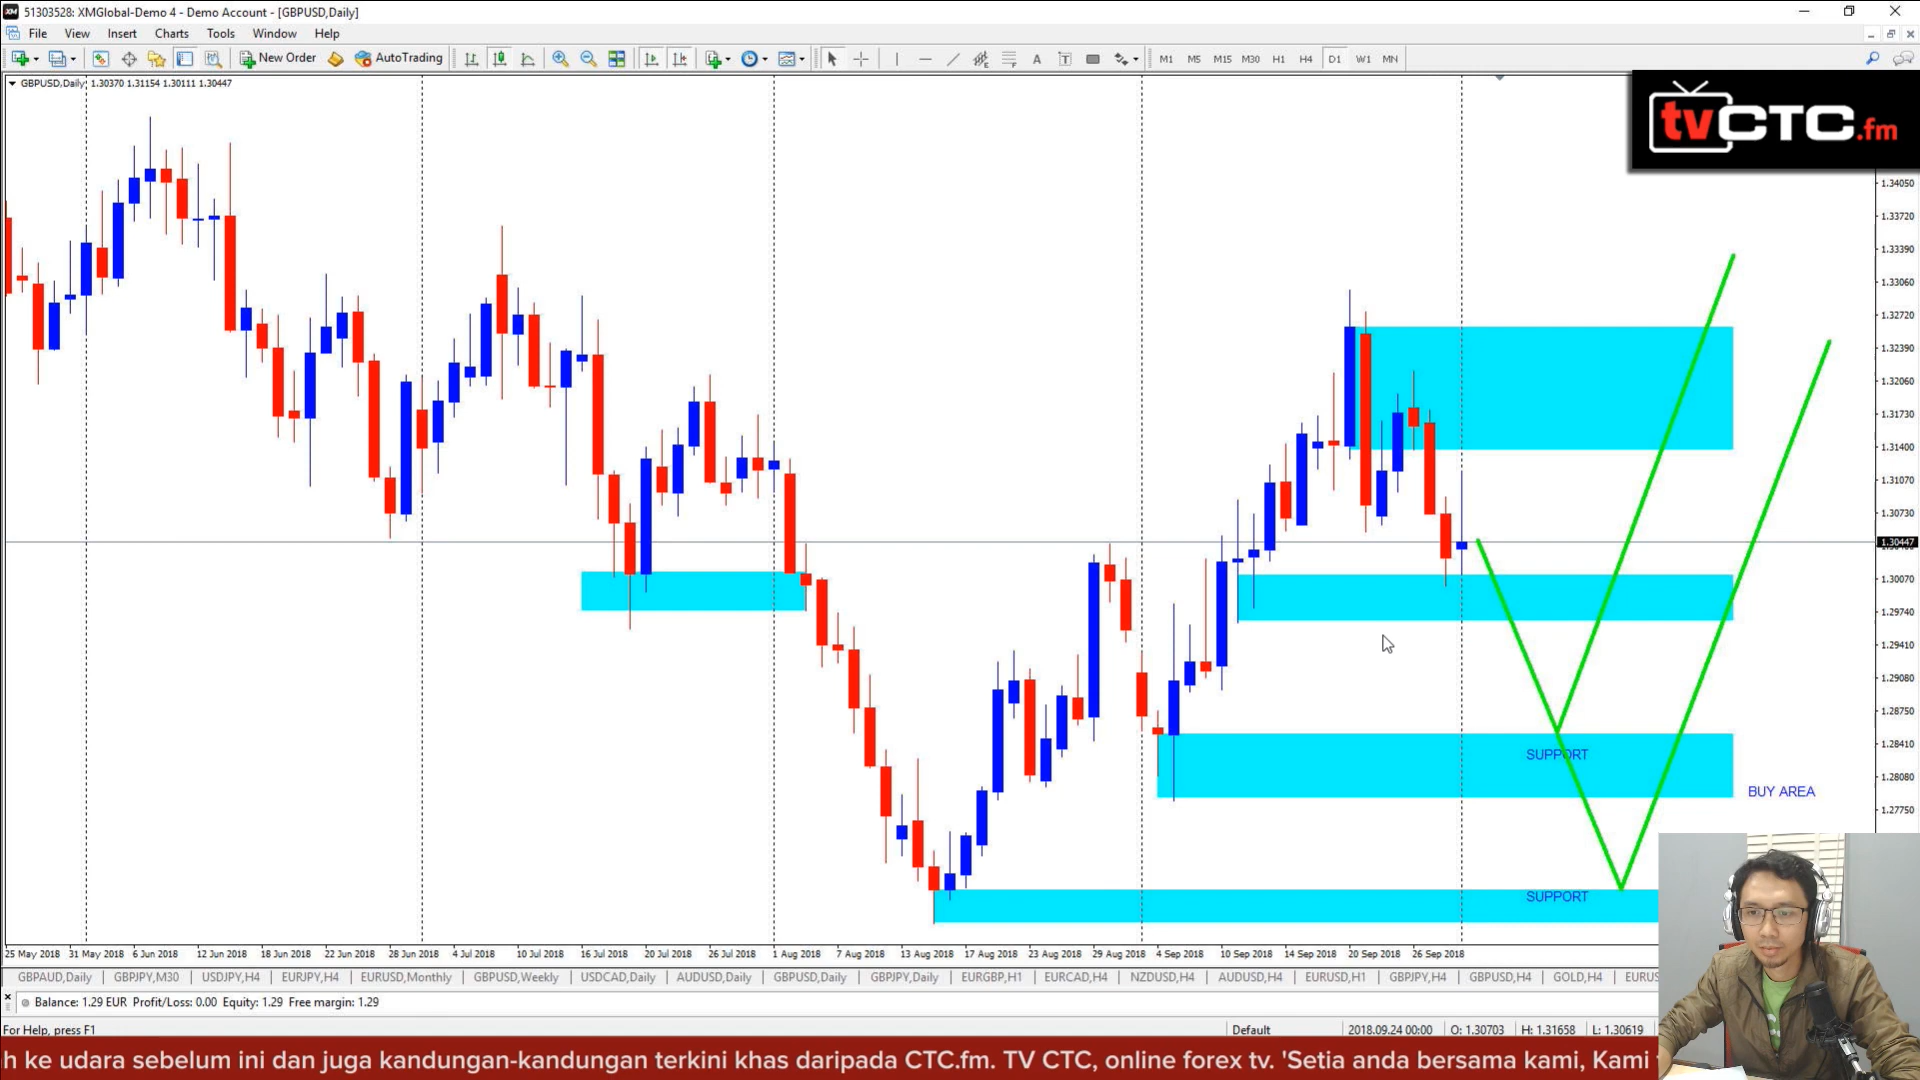 51303528: XMGlobal-Demo 4 - Demo Account - [GBPUSD,Daily]
File View Insert Charts Tools Window Help
New Order AutoTrading A T M1 M5 M15 M30 H1 H4 D1 W1 MN
GBPUSD,Daily 1.30370 1.31154 1.30111 1.30447
tvCTC.fm
1.34050
1.33720
1.33390
1.33060
1.32720
1.32390
1.32060
1.31730
1.31400
1.31070
1.30730
1.30447
1.30070
1.29740
1.29410
1.29080
1.28750
1.28410
1.28080
1.27750
SUPPORT
BUY AREA
SUPPORT
25 May 2018 31 May 2018 6 Jun 2018 12 Jun 2018 18 Jun 2018 22 Jun 2018 28 Jun 2018 4 Jul 2018 10 Jul 2018 16 Jul 2018 20 Jul 2018 26 Jul 2018 1 Aug 2018 7 Aug 2018 13 Aug 2018 17 Aug 2018 23 Aug 2018 29 Aug 2018 4 Sep 2018 10 Sep 2018 14 Sep 2018 20 Sep 2018 26 Sep 2018
GBPAUD,Daily GBPJPY,M30 USDJPY,H4 EURJPY,H4 EURUSD,Monthly GBPUSD,Weekly USDCAD,Daily AUDUSD,Daily GBPUSD,Daily GBPJPY,Daily EURGBP,H1 EURCAD,H4 NZDUSD,H4 AUDUSD,H4 EURUSD,H1 GBPJPY,H4 GBPUSD,H4 GOLD,H4 EURUS
Balance: 1.29 EUR Profit/Loss: 0.00 Equity: 1.29 Free margin: 1.29
For Help, press F1 Default 2018.09.24 00:00 O: 1.30703 H: 1.31658 L: 1.30619
h ke udara sebelum ini dan juga kandungan-kandungan terkini khas daripada CTC.fm. TV CTC, online forex tv. 'Setia anda bersama kami, Kami